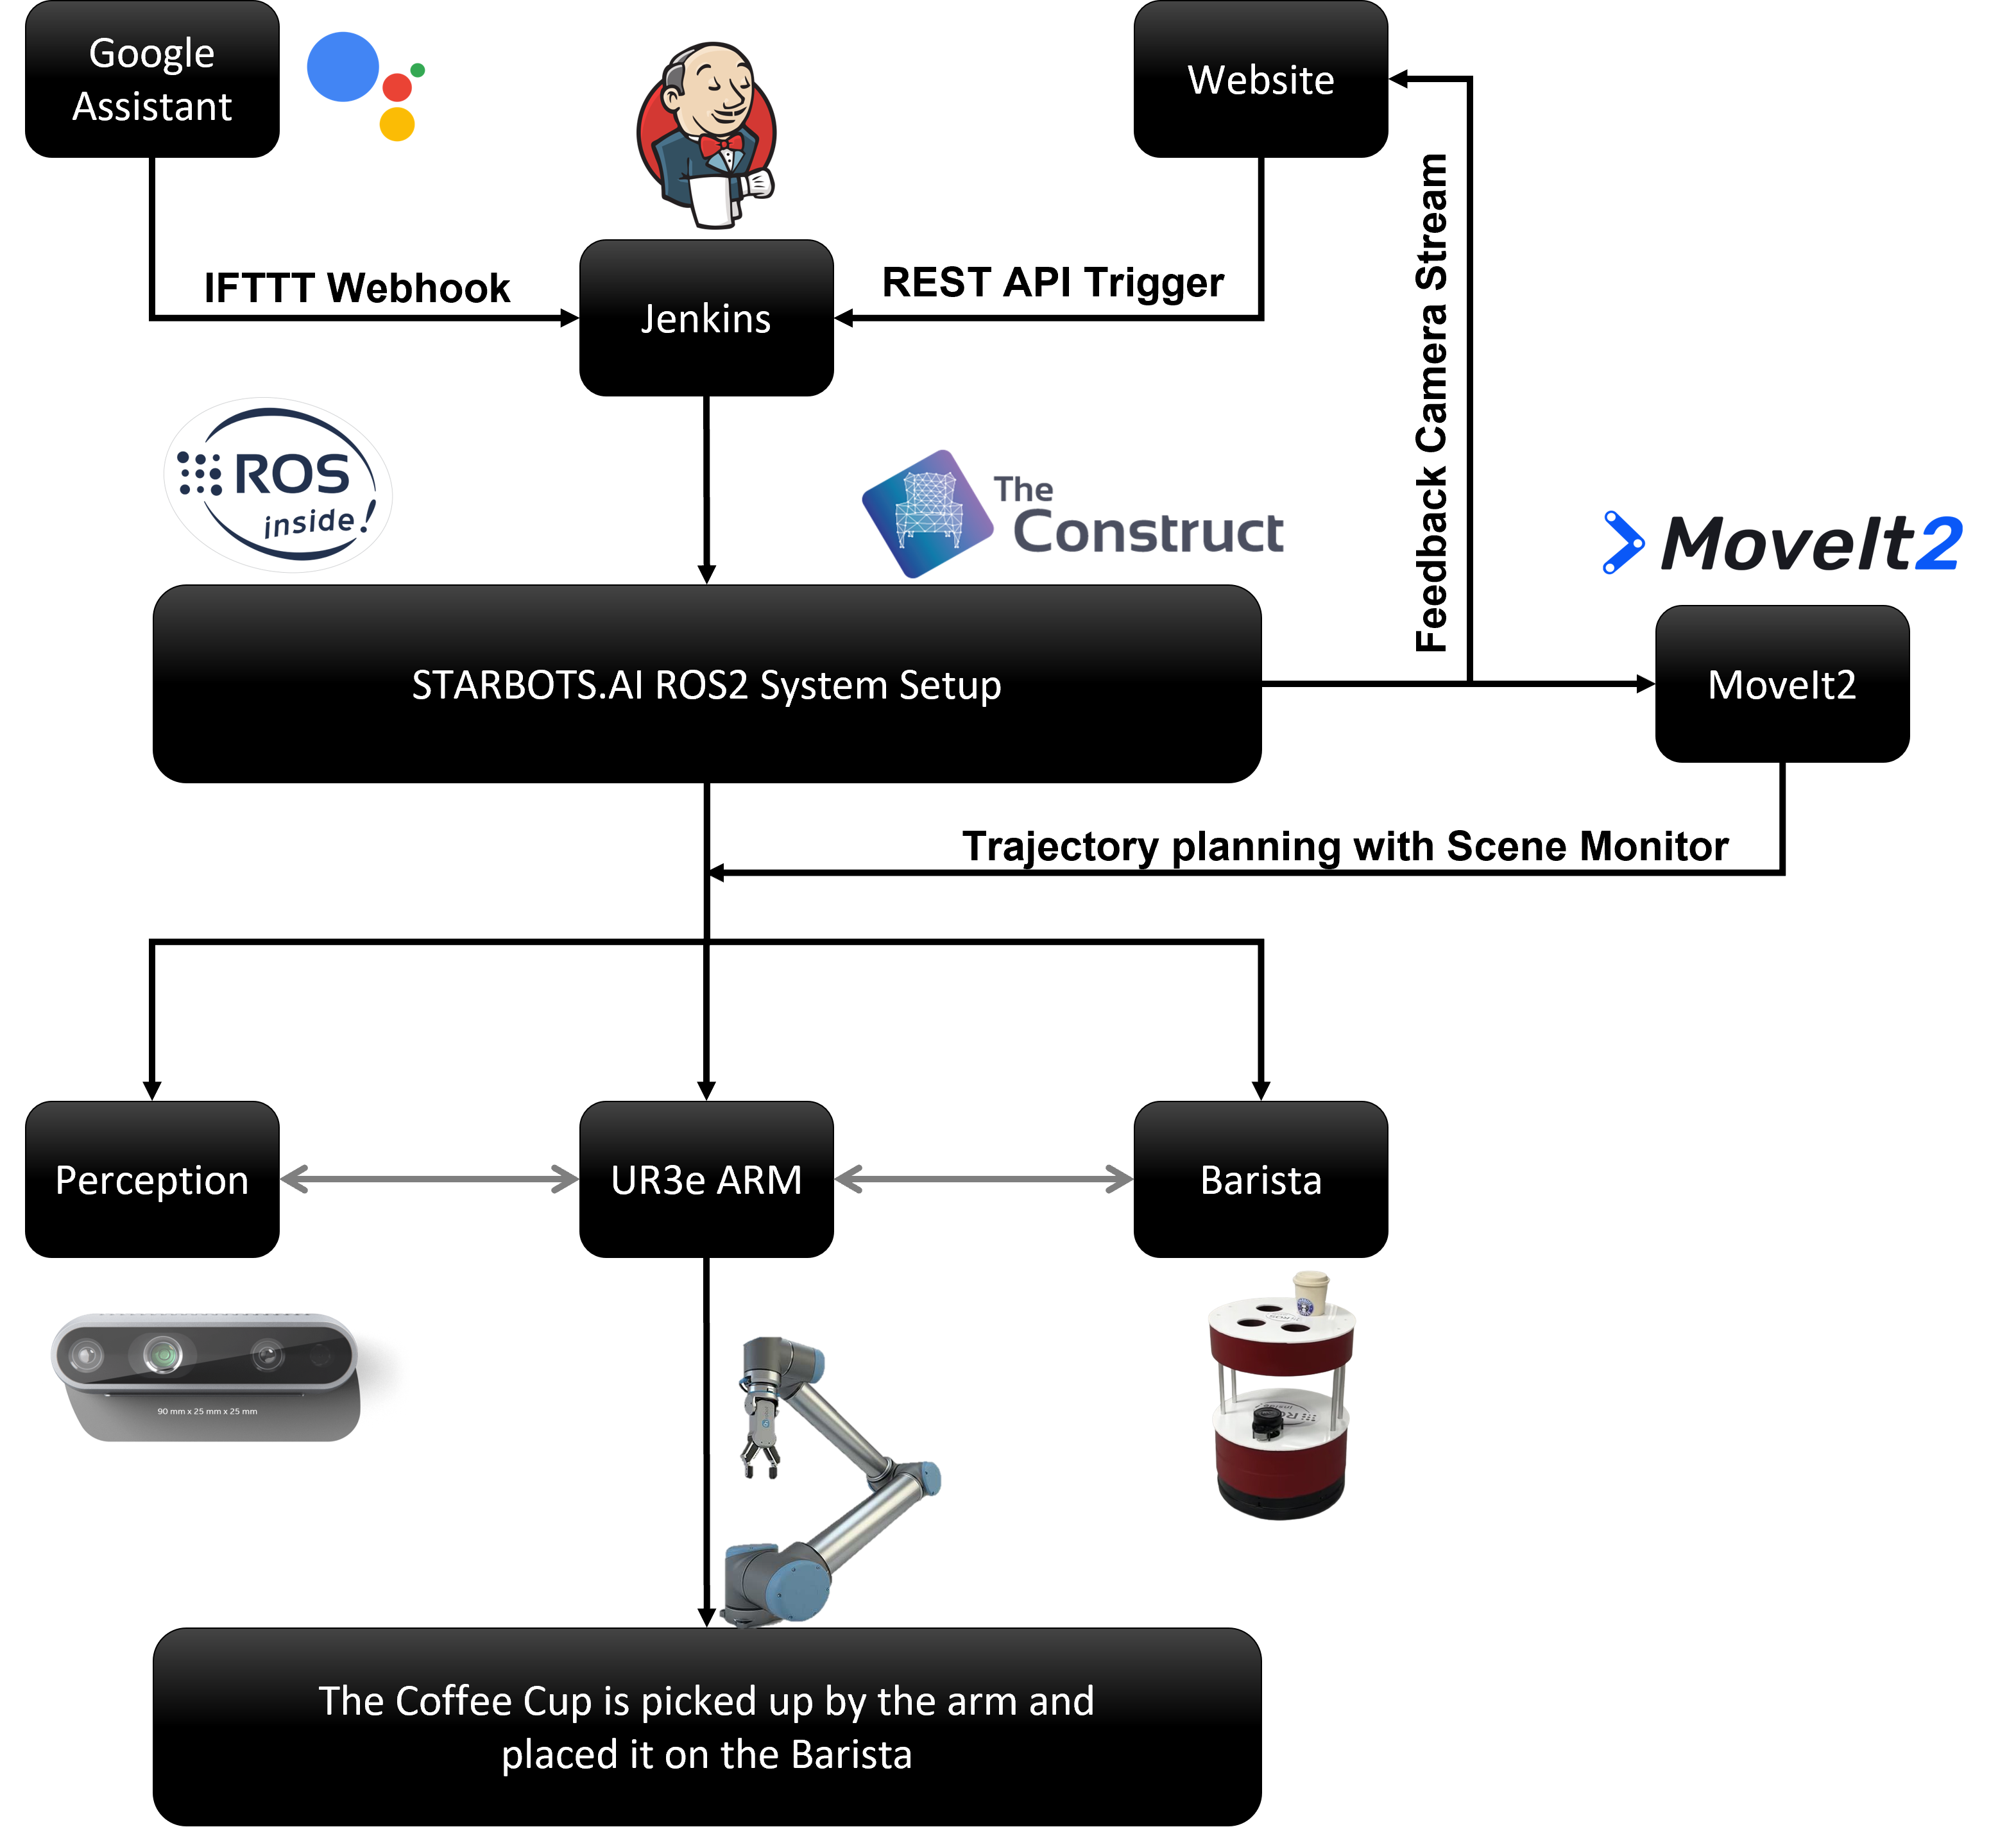 Google
Assistant
Website
IFTTT Webhook
REST API Trigger
Jenkins
Feedback Camera Stream
ROS
inside!
The
Construct
MoveIt2
STARBOTS.AI ROS2 System Setup
MoveIt2
Trajectory planning with Scene Monitor
Perception
UR3e ARM
Barista
90 mm x 25 mm x 25 mm
ROS
The Coffee Cup is picked up by the arm and
placed it on the Barista